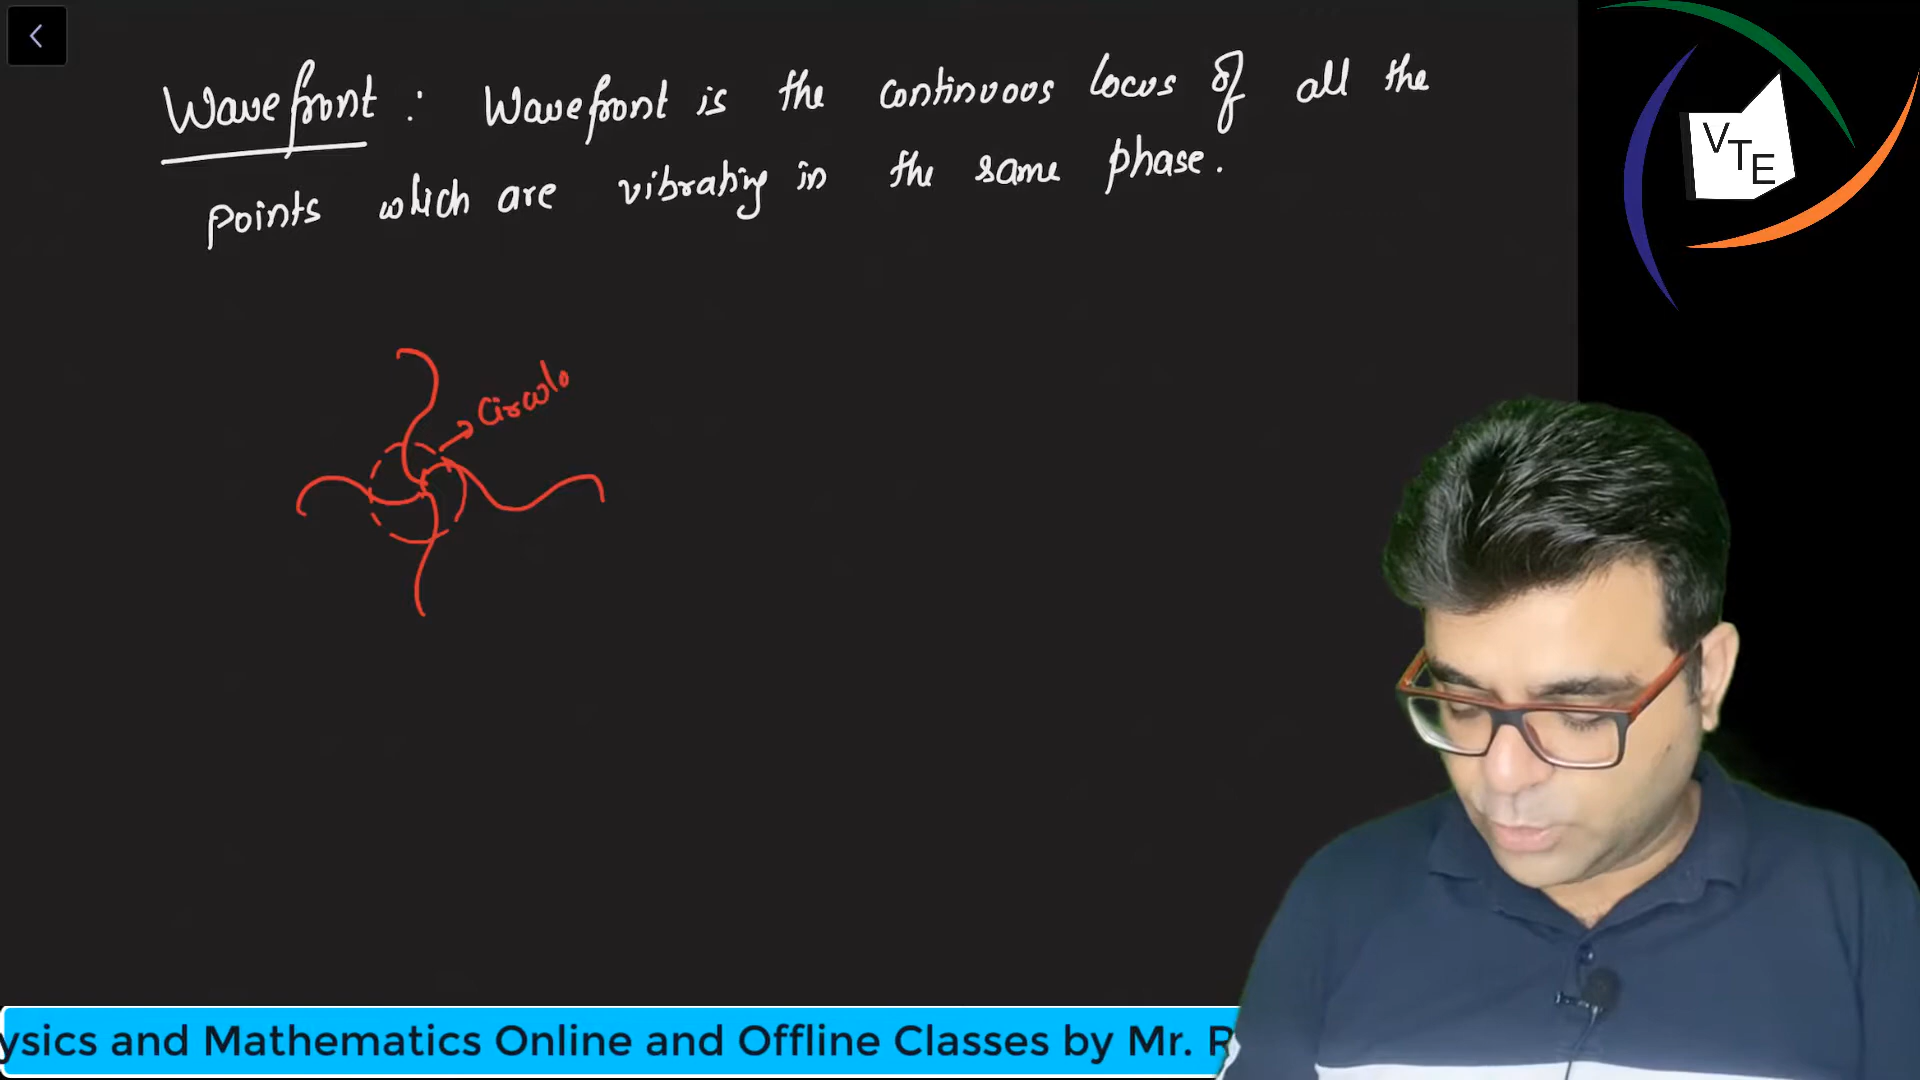 Wavefront : Wavefront is the continuous locus of all the
points which are vibrating in the same phase.
Circula
VTE
ysics and Mathematics Online and Offline Classes by Mr. R